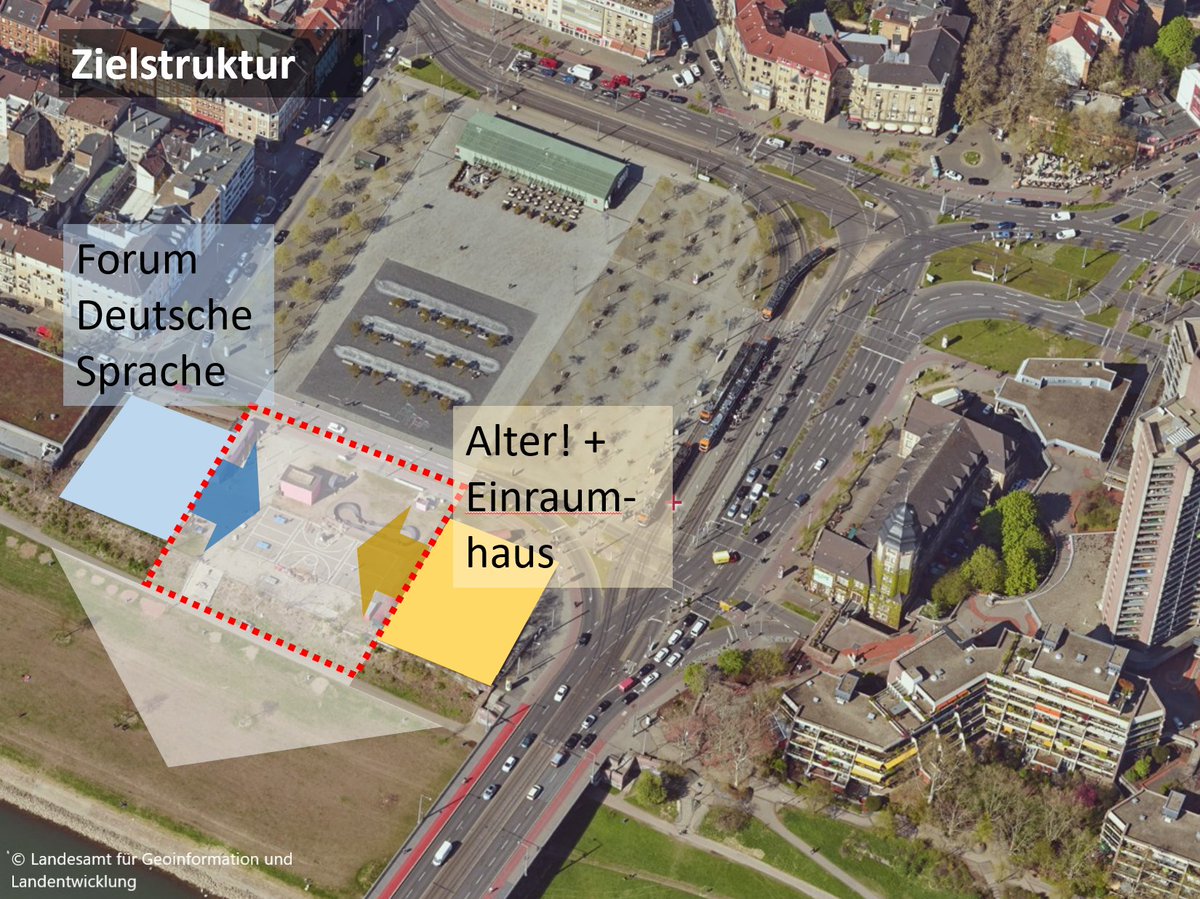 Zielstruktur
Forum
Deutsche
Sprache
Alter! +
Einraum-
haus
*© Landesamt für Geoinformation und
Landentwicklung